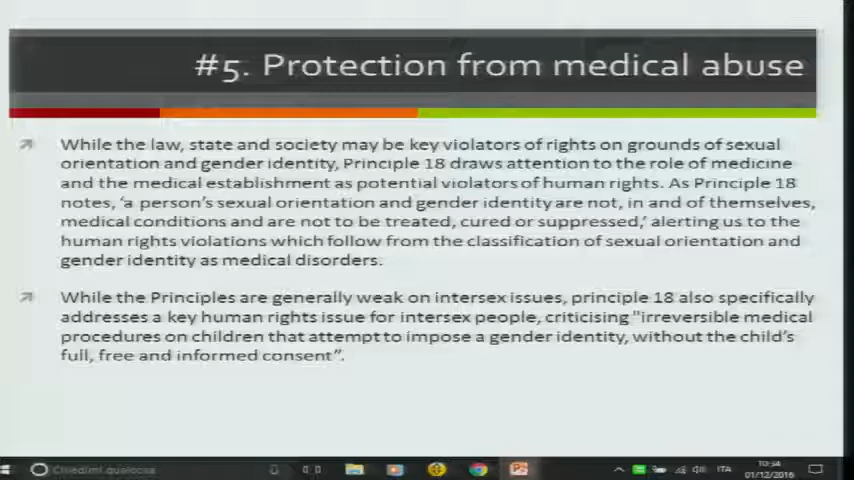 #5. Protection from medical abuse
While the law, state and society may be key violators of rights on grounds of sexual
orientation and gender identity, Principle 18 draws attention to the role of medicine
and the medical establishment as potential violators of human rights. As Principle 18
notes, ‘a person’s sexual orientation and gender identity are not, in and of themselves,
medical conditions and are not to be treated, cured or suppressed,’ alerting us to the
human rights violations which follow from the classification of sexual orientation and
gender identity as medical disorders.
While the Principles are generally weak on intersex issues, principle 18 also specifically
addresses a key human rights issue for intersex people, criticising "irreversible medical
procedures on children that attempt to impose a gender identity, without the child’s
full, free and informed consent”.
Chiedimi qualcosa
ITA
10:34
01/12/2016